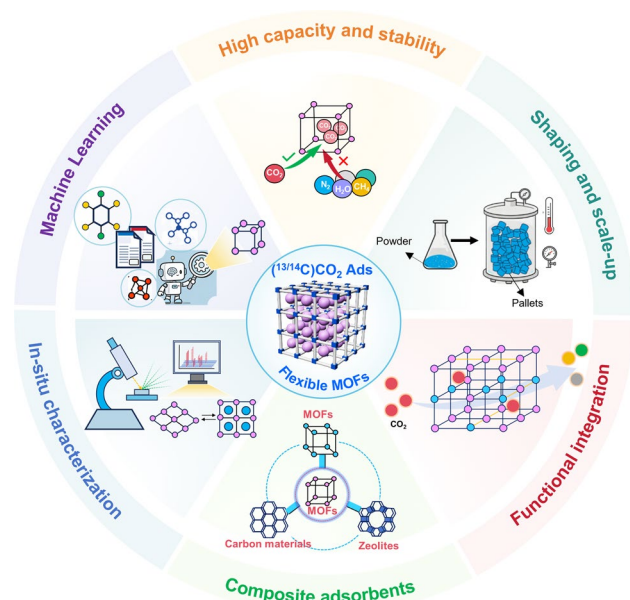 High capacity and stability
Machine Learning
Shaping and scale-up
CO₂
N₂
H₂O
CH₄
Powder
Pallets
(¹³/¹⁴C)CO₂ Ads
Flexible MOFs
In-situ characterization
CO₂
Functional integration
MOFs
MOFs
Carbon materials
Zeolites
Composite adsorbents